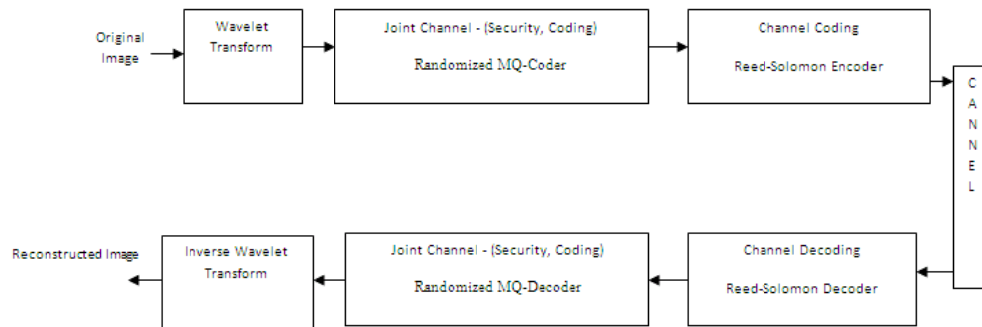 Original
Image
Wavelet
Transform
Joint Channel - (Security, Coding)
Randomized MQ-Coder
Channel Coding
Reed-Solomon Encoder
C
A
N
N
E
L
Reconstructed Image
Inverse Wavelet
Transform
Joint Channel - (Security, Coding)
Randomized MQ-Decoder
Channel Decoding
Reed-Solomon Decoder